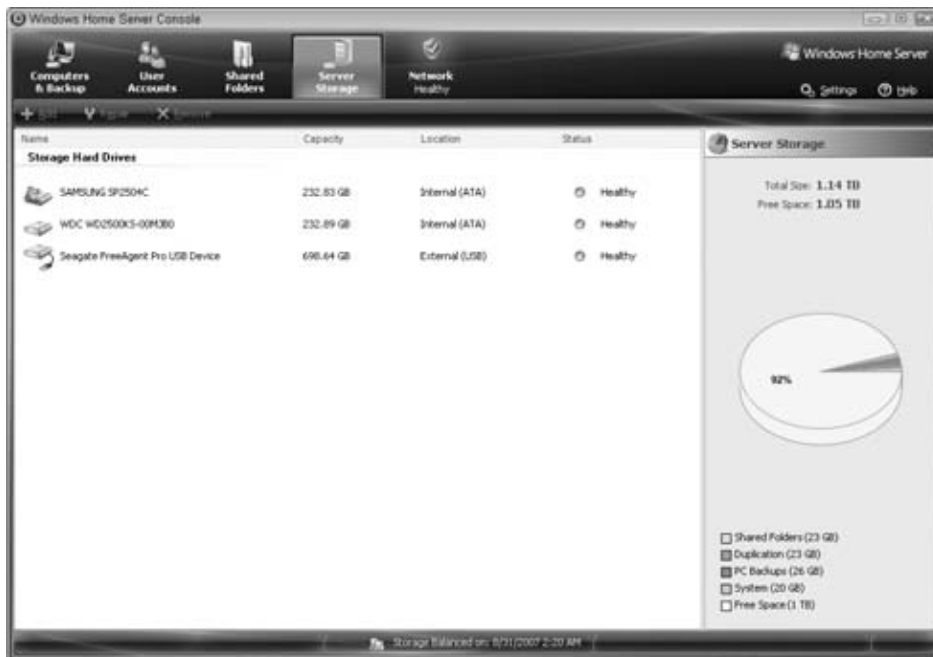 Windows Home Server Console
Computers & Backup
User Accounts
Shared Folders
Server Storage
Network Healthy
Windows Home Server
Settings Help
Add Repair Remove
Name Capacity Location Status
Storage Hard Drives
SAMSUNG SP2504C 232.83 GB Internal (ATA) Healthy
WDC WD2500KS-00MJB0 232.89 GB Internal (ATA) Healthy
Seagate FreeAgent Pro USB Device 698.64 GB External (USB) Healthy
Server Storage
Total Size: 1.14 TB
Free Space: 1.05 TB
92%
Shared Folders (23 GB)
Duplication (23 GB)
PC Backups (26 GB)
System (20 GB)
Free Space (1 TB)
Storage Balanced on: 8/31/2007 2:20 AM